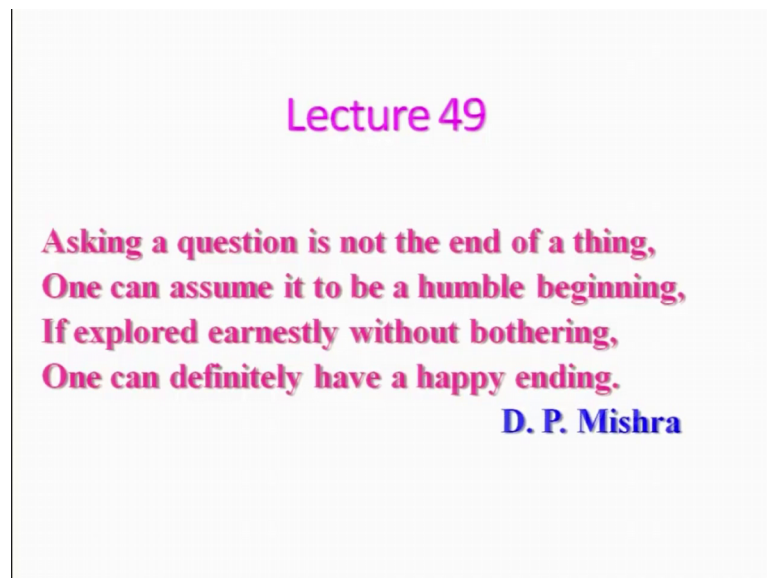 Lecture 49
Asking a question is not the end of a thing,
One can assume it to be a humble beginning,
If explored earnestly without bothering,
One can definitely have a happy ending.
D. P. Mishra